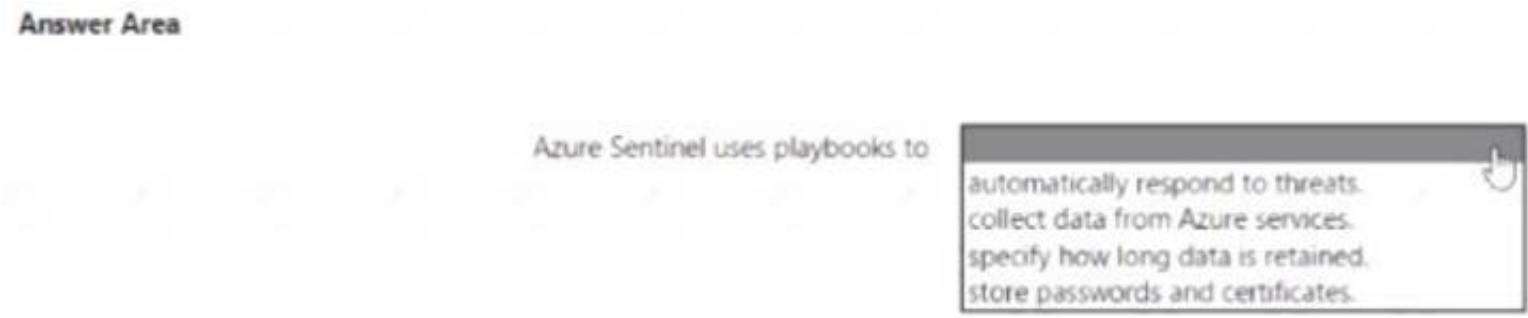 Answer Area
Azure Sentinel uses playbooks to
automatically respond to threats.
collect data from Azure services.
specify how long data is retained.
store passwords and certificates.